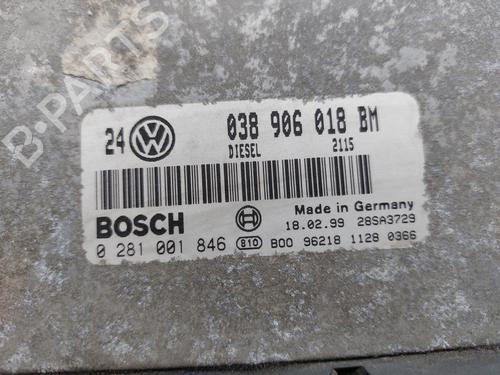 B-PARTS
24 VW 038 906 018 BM
DIESEL 2115
BOSCH Made in Germany
18.02.99 28SA3729
0 281 001 846 810 B00 96218 1128 0366